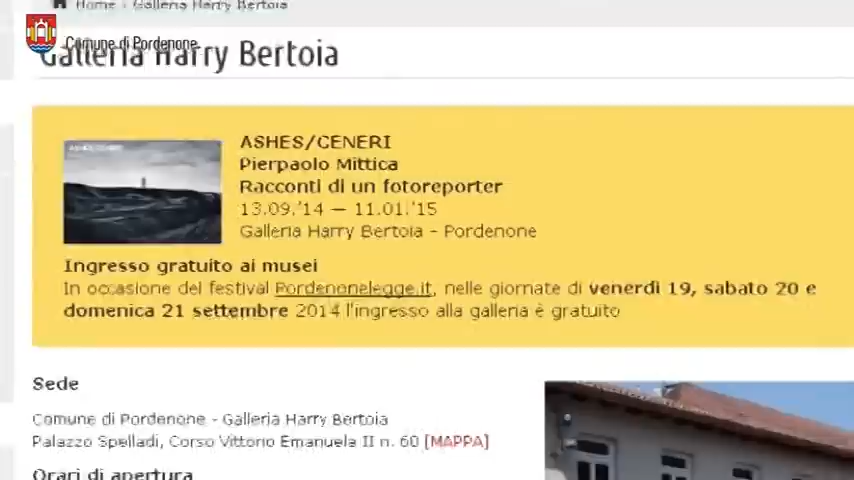 Home › Galleria Harry Bertoia
Comune di Pordenone
Galleria Harry Bertoia
ASHES/CENERI
ASHES/CENERI
Pierpaolo Mittica
Racconti di un fotoreporter
13.09.'14 — 11.01.'15
Galleria Harry Bertoia - Pordenone
Ingresso gratuito ai musei
In occasione del festival Pordenonelegge.it, nelle giornate di venerdì 19, sabato 20 e
domenica 21 settembre 2014 l'ingresso alla galleria è gratuito
Sede
Comune di Pordenone - Galleria Harry Bertoia
Palazzo Spelladi, Corso Vittorio Emanuela II n. 60 [MAPPA]
Orari di apertura